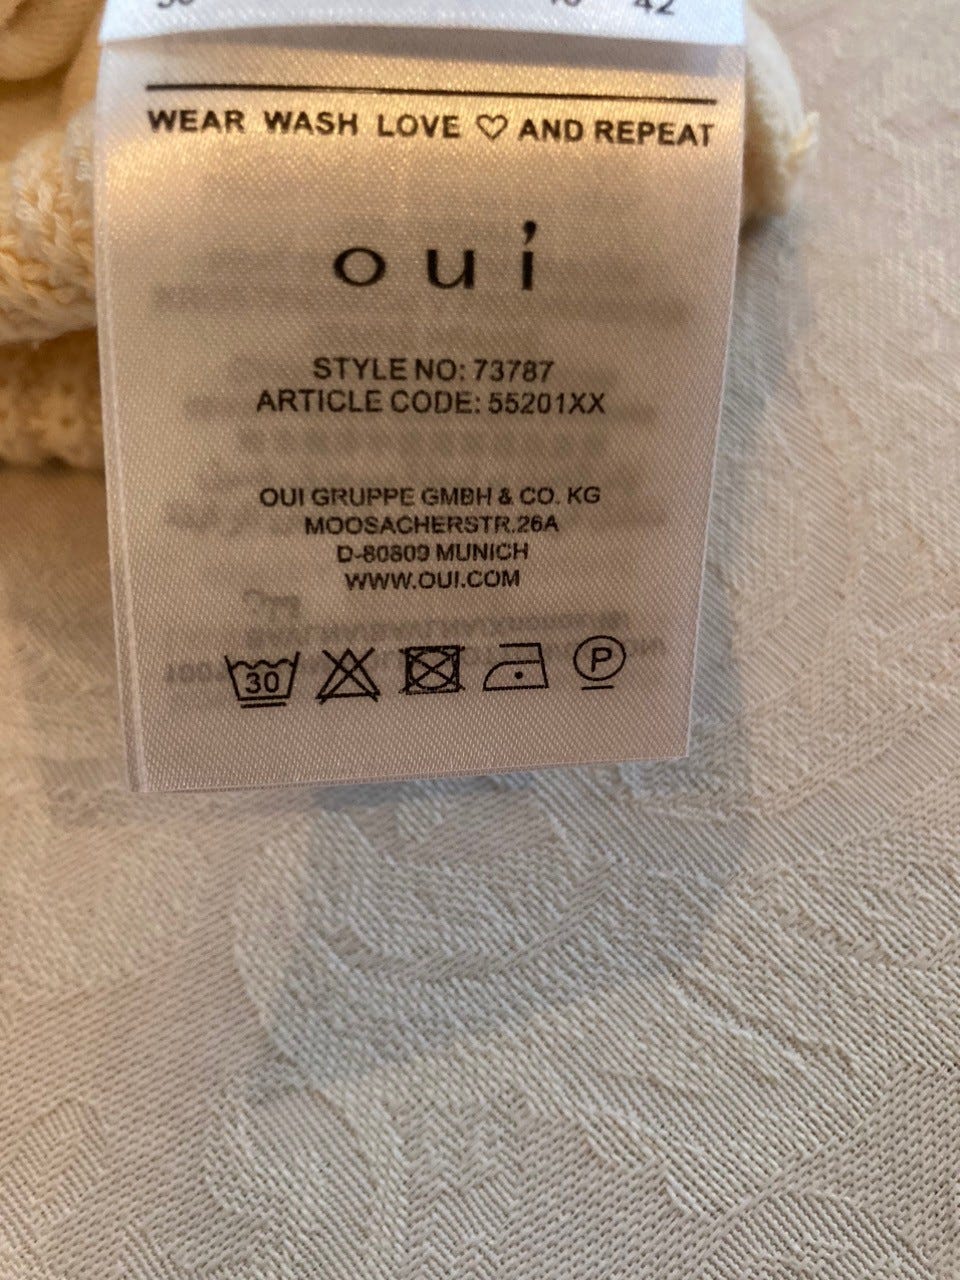 42
WEAR WASH LOVE ♡ AND REPEAT
oui
STYLE NO: 73787
ARTICLE CODE: 55201XX
OUI GRUPPE GMBH & CO. KG
MOOSACHERSTR.26A
D-80809 MUNICH
WWW.OUI.COM
30 P